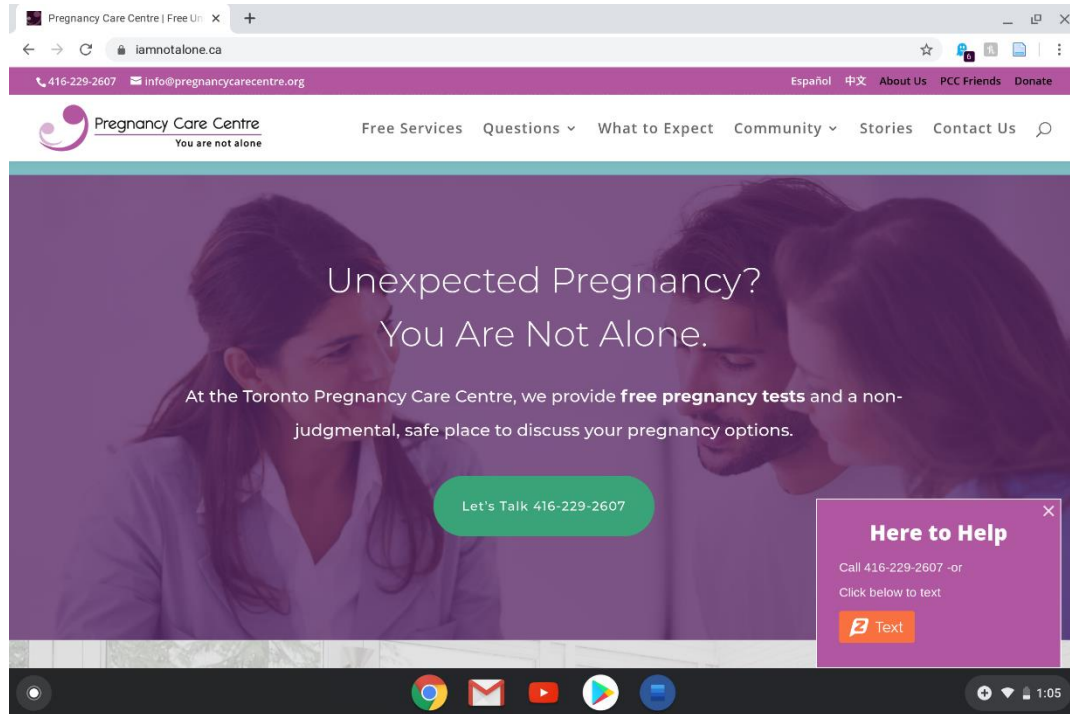 Pregnancy Care Centre | Free Un
iamnotalone.ca
6
416-229-2607 info@pregnancycarecentre.org Español 中文 About Us PCC Friends Donate
Pregnancy Care Centre
You are not alone
Free Services Questions What to Expect Community Stories Contact Us
Unexpected Pregnancy?
You Are Not Alone.
At the Toronto Pregnancy Care Centre, we provide free pregnancy tests and a non-
judgmental, safe place to discuss your pregnancy options.
Let's Talk 416-229-2607
Here to Help
Call 416-229-2607 -or
Click below to text
Text
1:05